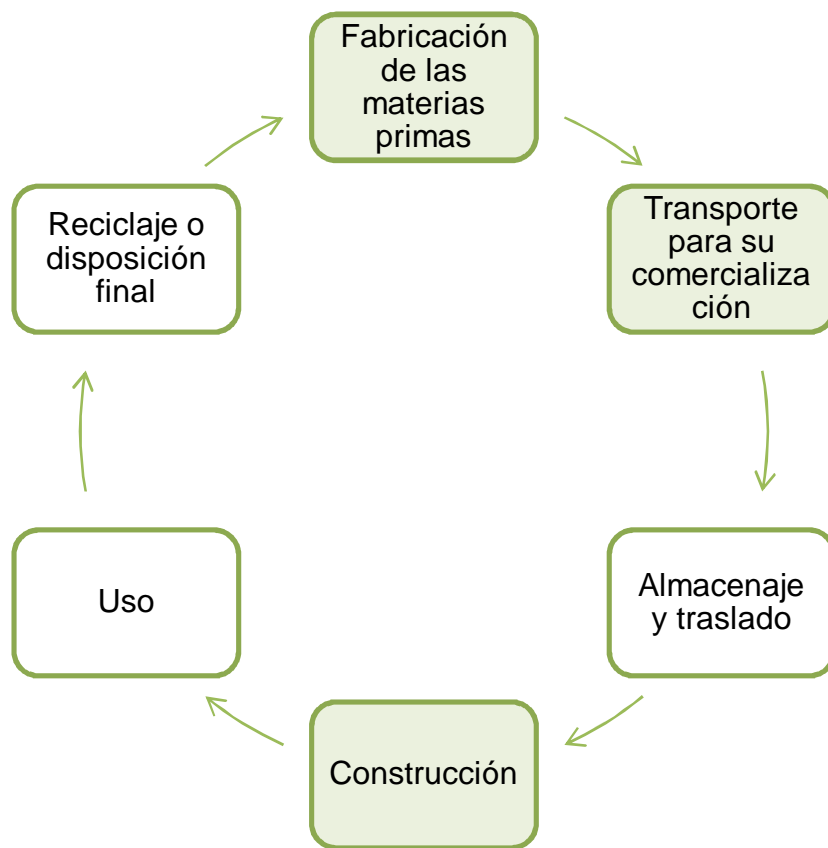 Fabricación
de las
materias
primas
Transporte
para su
comercializa
ción
Almacenaje
y traslado
Construcción
Uso
Reciclaje o
disposición
final